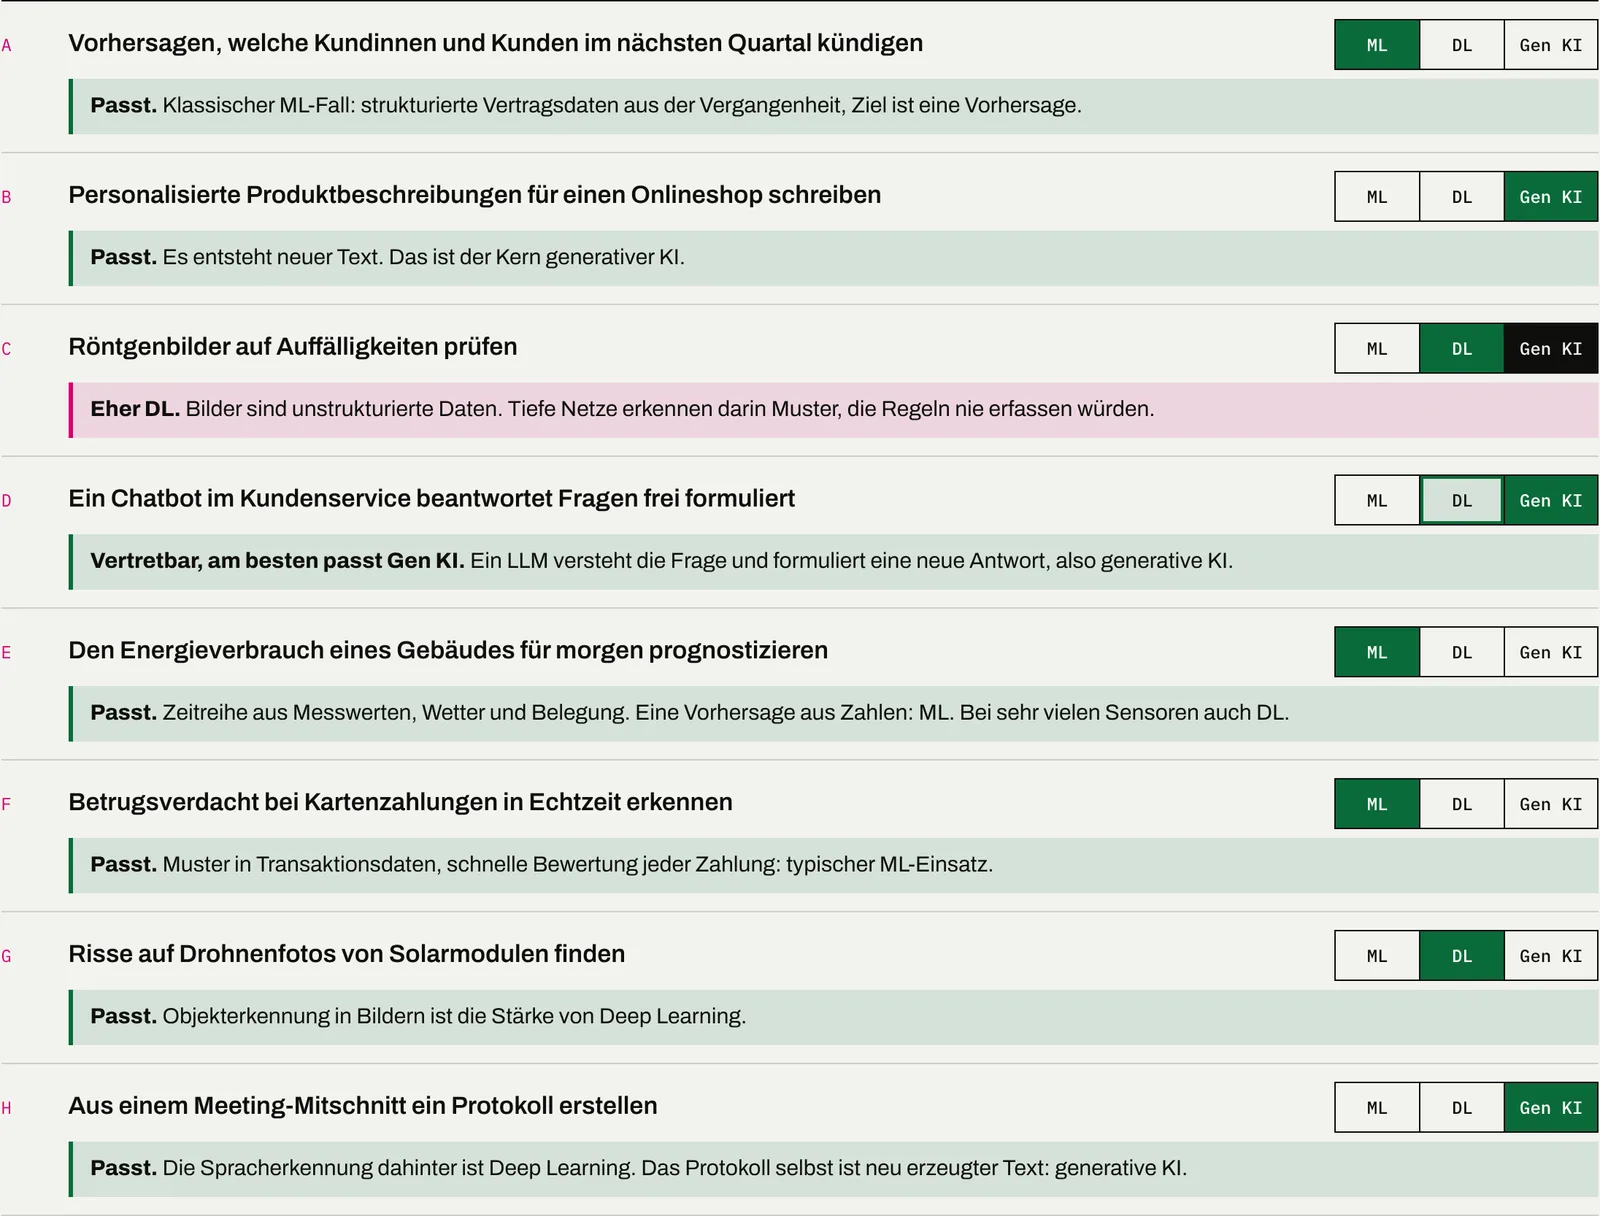 A Vorhersagen, welche Kundinnen und Kunden im nächsten Quartal kündigen ML DL Gen KI
Passt. Klassischer ML-Fall: strukturierte Vertragsdaten aus der Vergangenheit, Ziel ist eine Vorhersage.
B Personalisierte Produktbeschreibungen für einen Onlineshop schreiben ML DL Gen KI
Passt. Es entsteht neuer Text. Das ist der Kern generativer KI.
C Röntgenbilder auf Auffälligkeiten prüfen ML DL Gen KI
Eher DL. Bilder sind unstrukturierte Daten. Tiefe Netze erkennen darin Muster, die Regeln nie erfassen würden.
D Ein Chatbot im Kundenservice beantwortet Fragen frei formuliert ML DL Gen KI
Vertretbar, am besten passt Gen KI. Ein LLM versteht die Frage und formuliert eine neue Antwort, also generative KI.
E Den Energieverbrauch eines Gebäudes für morgen prognostizieren ML DL Gen KI
Passt. Zeitreihe aus Messwerten, Wetter und Belegung. Eine Vorhersage aus Zahlen: ML. Bei sehr vielen Sensoren auch DL.
F Betrugsverdacht bei Kartenzahlungen in Echtzeit erkennen ML DL Gen KI
Passt. Muster in Transaktionsdaten, schnelle Bewertung jeder Zahlung: typischer ML-Einsatz.
G Risse auf Drohnenfotos von Solarmodulen finden ML DL Gen KI
Passt. Objekterkennung in Bildern ist die Stärke von Deep Learning.
H Aus einem Meeting-Mitschnitt ein Protokoll erstellen ML DL Gen KI
Passt. Die Spracherkennung dahinter ist Deep Learning. Das Protokoll selbst ist neu erzeugter Text: generative KI.